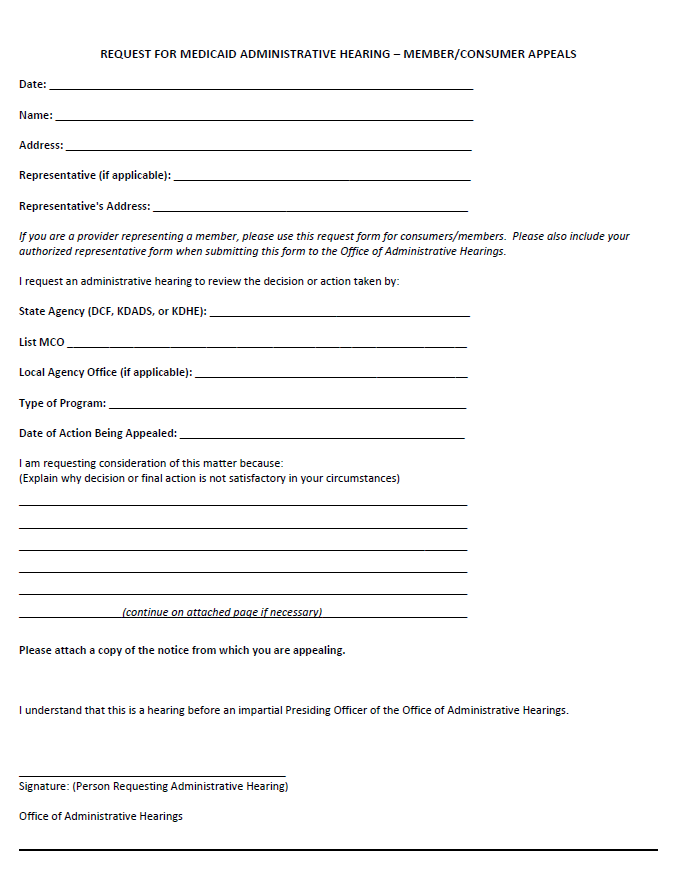 REQUEST FOR MEDICAID ADMINISTRATIVE HEARING – MEMBER/CONSUMER APPEALS
Date:
Name:
Address:
Representative (if applicable):
Representative's Address:
If you are a provider representing a member, please use this request form for consumers/members. Please also include your
authorized representative form when submitting this form to the Office of Administrative Hearings.
I request an administrative hearing to review the decision or action taken by:
State Agency (DCF, KDADS, or KDHE):
List MCO
Local Agency Office (if applicable):
Type of Program:
Date of Action Being Appealed:
I am requesting consideration of this matter because:
(Explain why decision or final action is not satisfactory in your circumstances)
(continue on attached page if necessary)
Please attach a copy of the notice from which you are appealing.
I understand that this is a hearing before an impartial Presiding Officer of the Office of Administrative Hearings.
Signature: (Person Requesting Administrative Hearing)
Office of Administrative Hearings